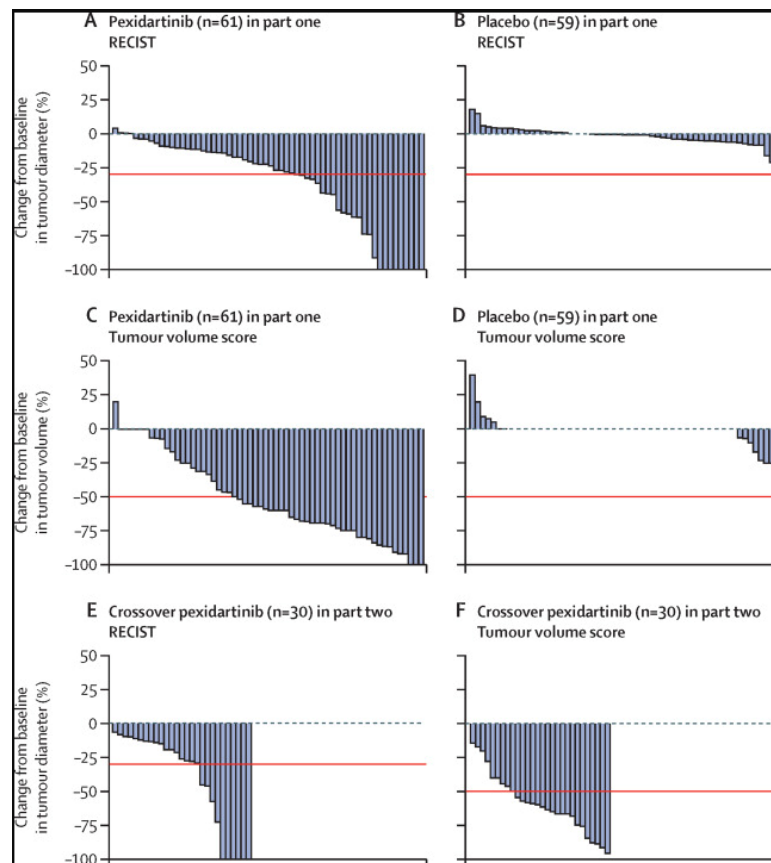 A Pexidartinib (n=61) in part one
RECIST
Change from baseline
in tumour diameter (%)
50
25
0
−25
−50
−75
−100
B Placebo (n=59) in part one
RECIST
C Pexidartinib (n=61) in part one
Tumour volume score
Change from baseline
in tumour volume (%)
50
25
0
−25
−50
−75
−100
D Placebo (n=59) in part one
Tumour volume score
E Crossover pexidartinib (n=30) in part two
RECIST
Change from baseline
in tumour diameter (%)
50
25
0
−25
−50
−75
−100
F Crossover pexidartinib (n=30) in part two
Tumour volume score